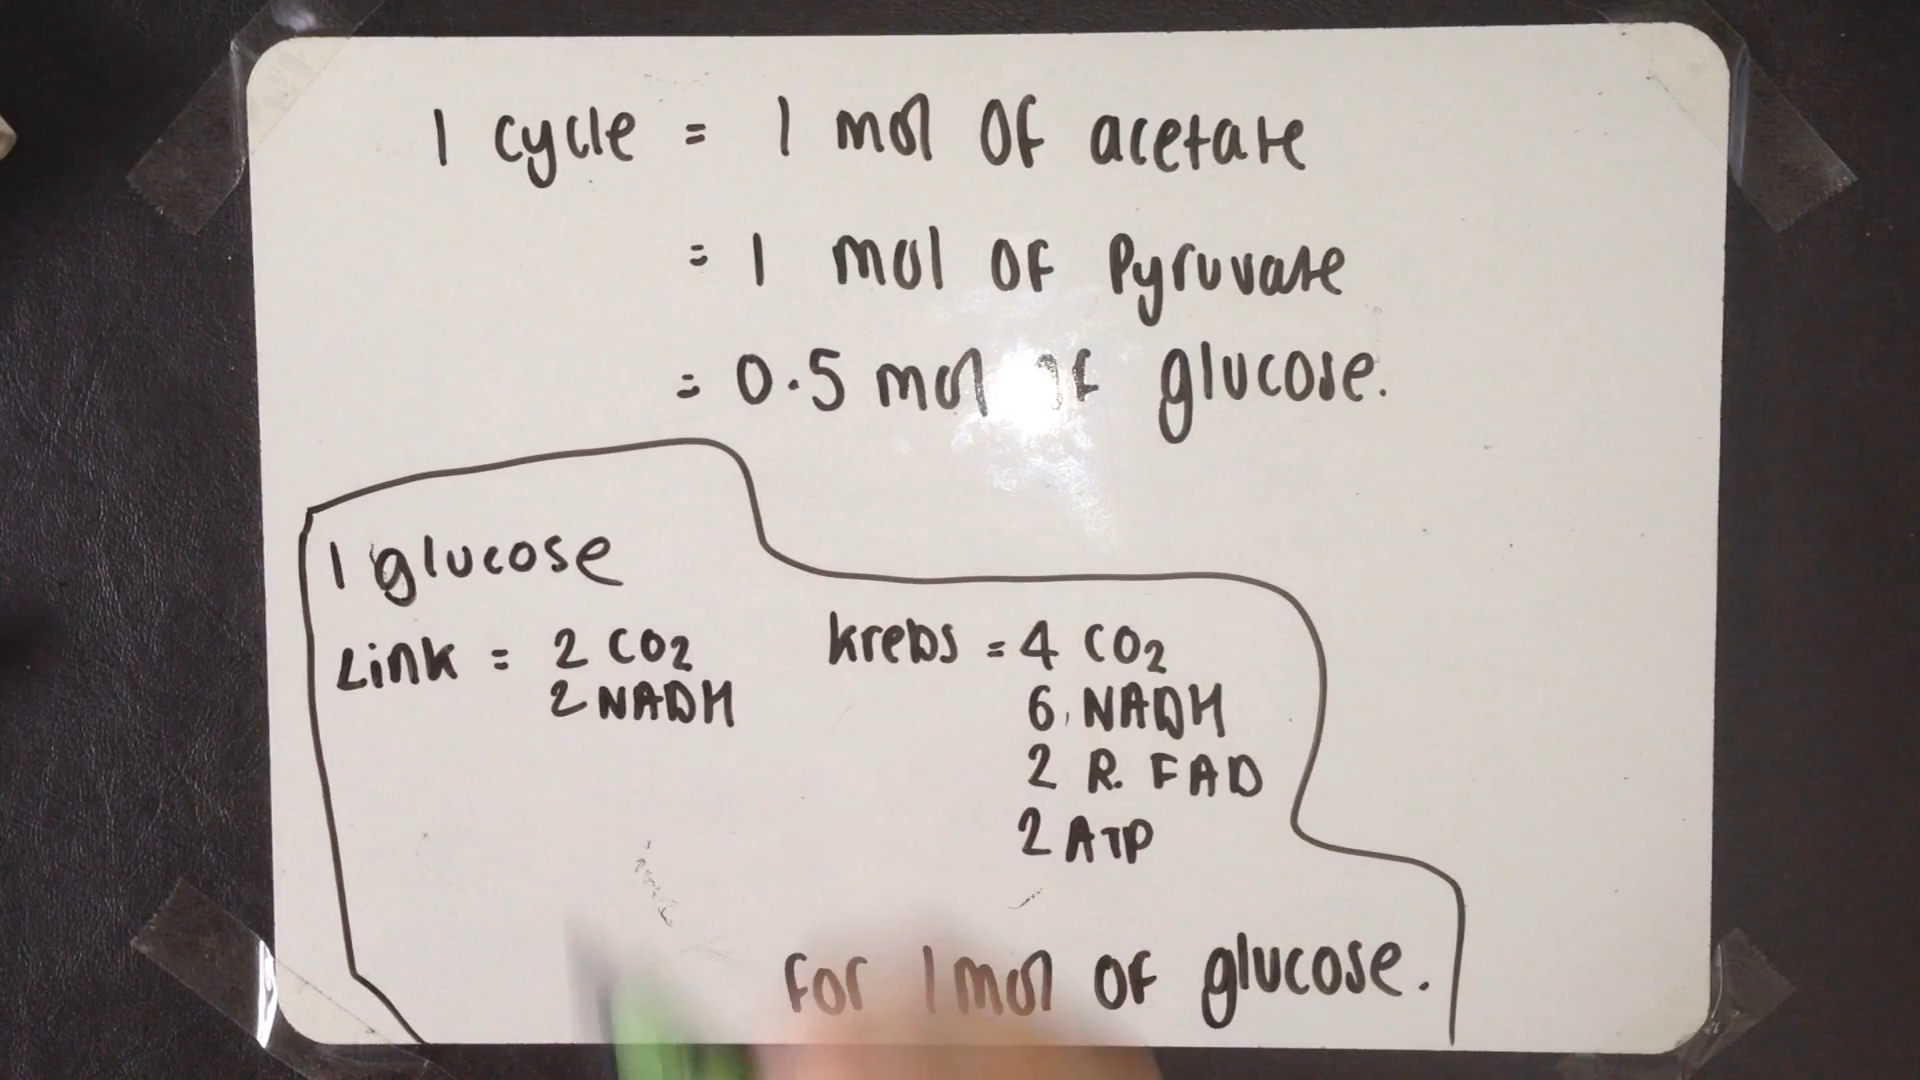 1 cycle = 1 mol OF acetate
= 1 mol OF Pyruvate
= 0.5 mol of glucose.
1 glucose
Link = 2 CO2
2 NADH
Krebs = 4 CO2
6 NADH
2 R. FAD
2 ATP
For 1 mol OF glucose.